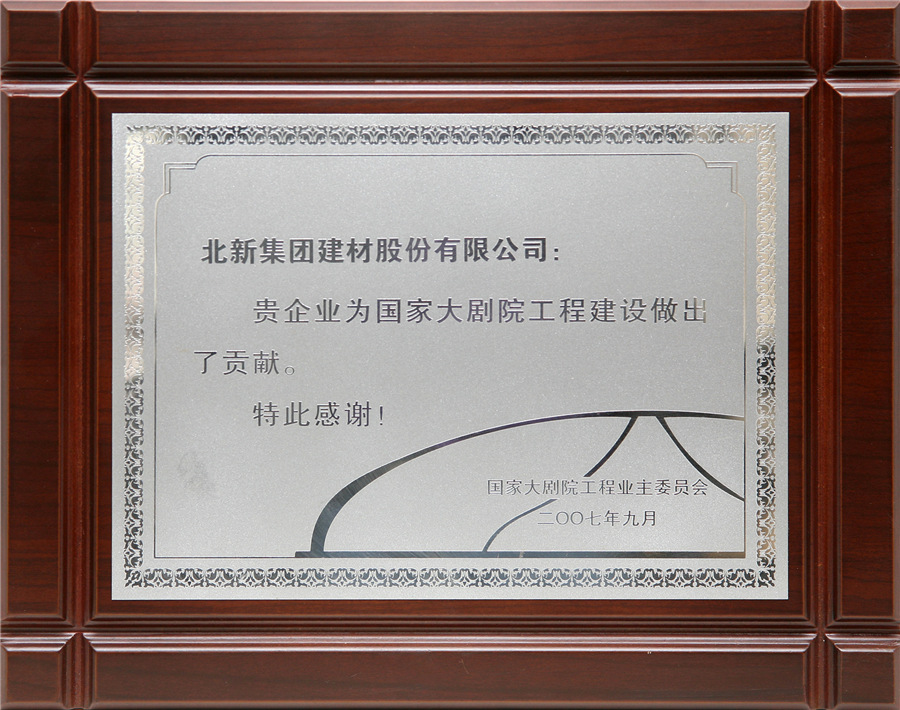 北新集团建材股份有限公司：
贵企业为国家大剧院工程建设做出
了贡献。
特此感谢！
国家大剧院工程业主委员会
二〇〇七年九月